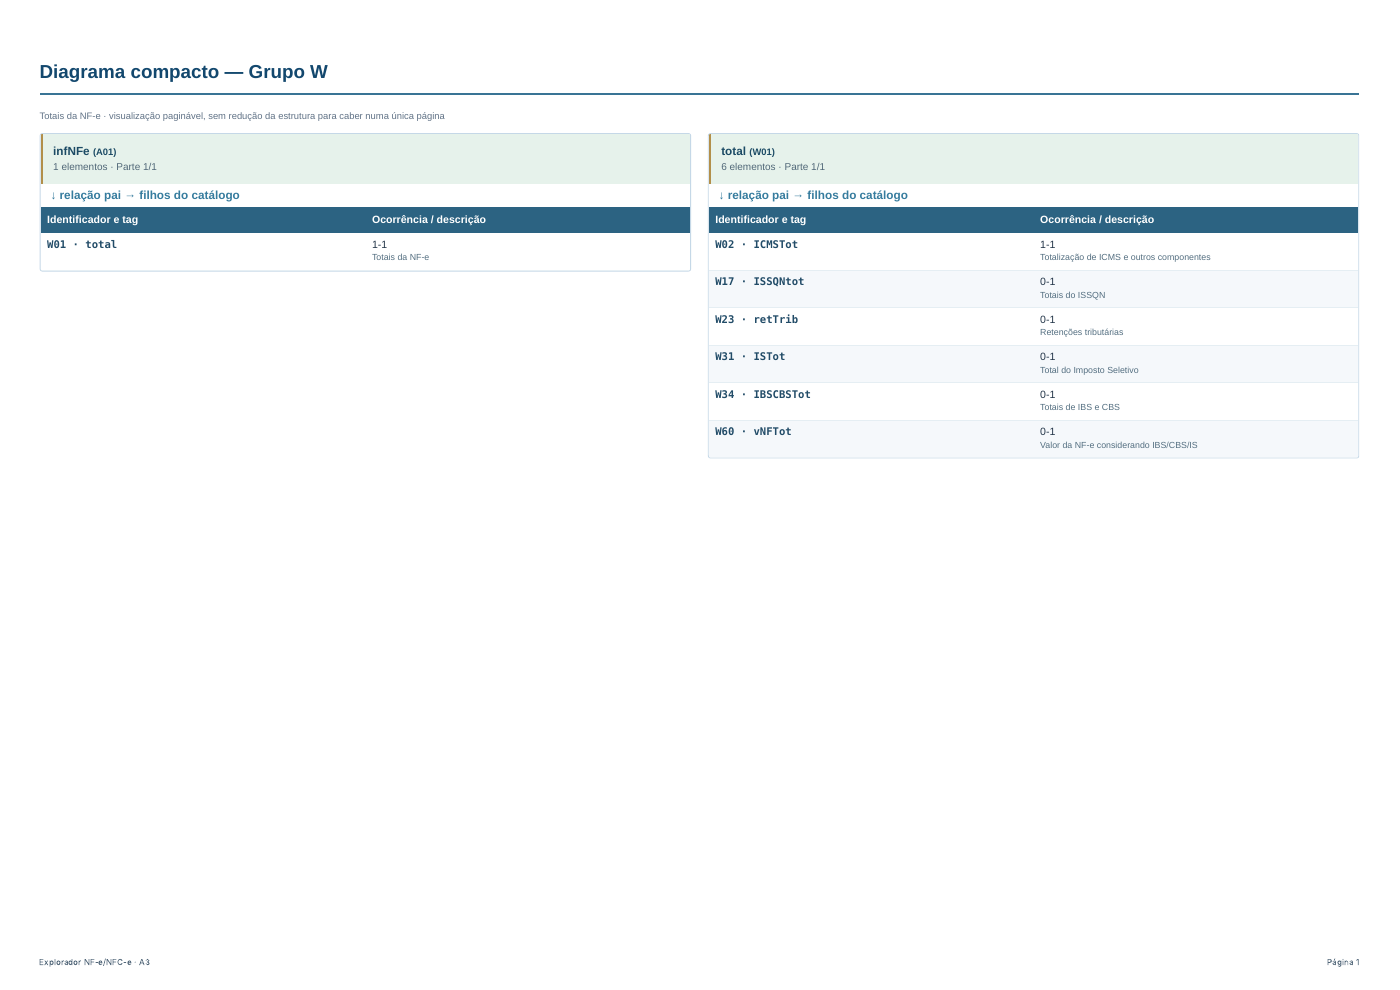 Diagrama compacto — Grupo W
Totais da NF-e · visualização paginável, sem redução da estrutura para caber numa única página
infNFe (A01)
1 elementos · Parte 1/1
↓ relação pai → filhos do catálogo
Identificador e tag Ocorrência / descrição
W01 · total 1-1
Totais da NF-e
total (W01)
6 elementos · Parte 1/1
↓ relação pai → filhos do catálogo
Identificador e tag Ocorrência / descrição
W02 · ICMSTot 1-1
Totalização de ICMS e outros componentes
W17 · ISSQNtot 0-1
Totais do ISSQN
W23 · retTrib 0-1
Retenções tributárias
W31 · ISTot 0-1
Total do Imposto Seletivo
W34 · IBSCBSTot 0-1
Totais de IBS e CBS
W60 · vNFTot 0-1
Valor da NF-e considerando IBS/CBS/IS
Explorador NF-e/NFC-e · A3
Página 1